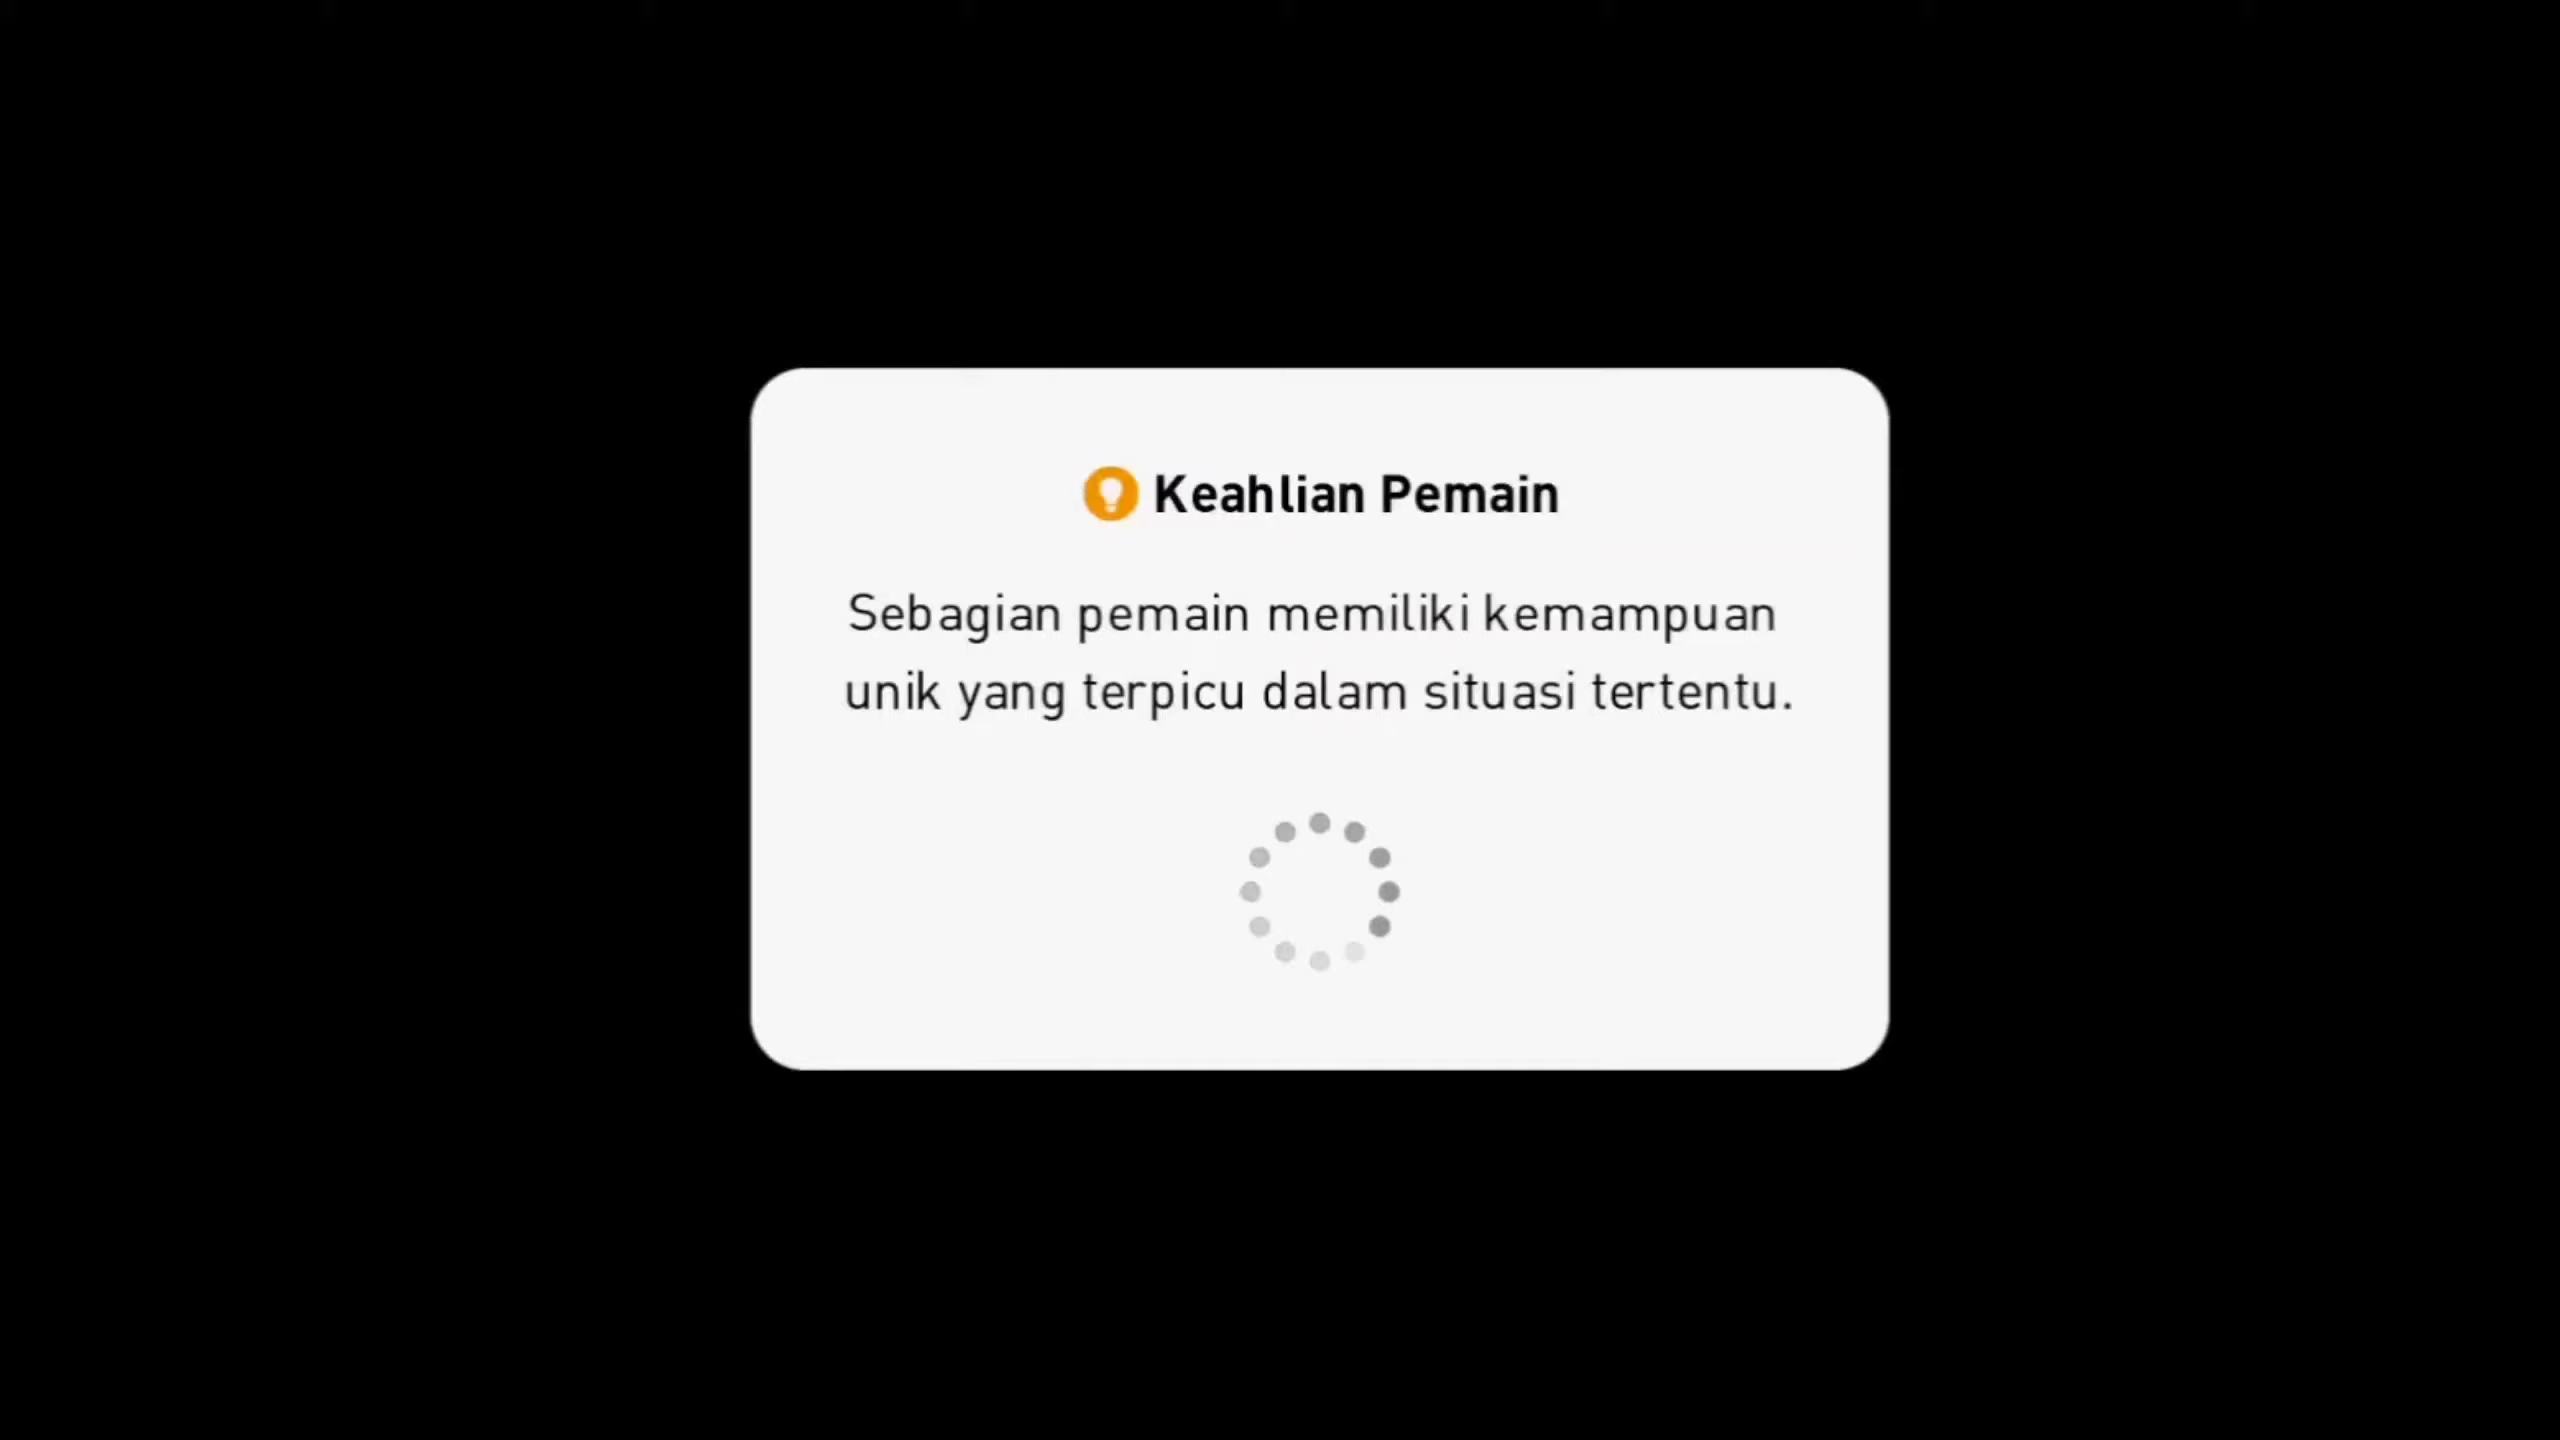 Keahlian Pemain
Sebagian pemain memiliki kemampuan
unik yang terpicu dalam situasi tertentu.